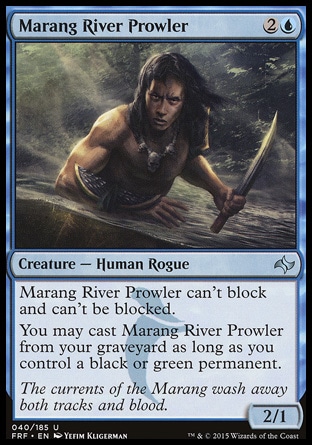 Marang River Prowler 2
Creature — Human Rogue
Marang River Prowler can't block
and can't be blocked.
You may cast Marang River Prowler
from your graveyard as long as you
control a black or green permanent.
The currents of the Marang wash away
both tracks and blood.
2/1
040/185 U
FRF • EN Yefim Kligerman
™ & © 2015 Wizards of the Coast